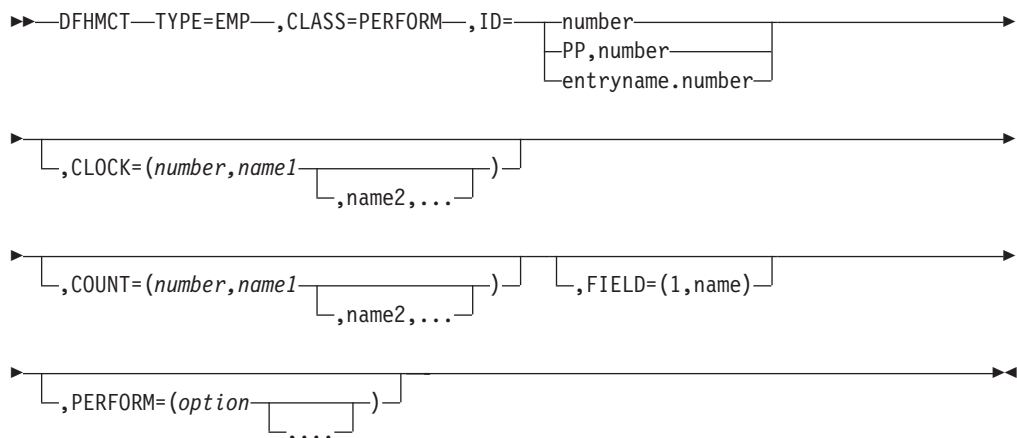 DFHMCT TYPE=EMP ,CLASS=PERFORM ,ID= number
PP,number
entryname.number
,CLOCK=(number,name1 )
,name2,...
,COUNT=(number,name1 ) ,FIELD=(1,name)
,name2,...
,PERFORM=(option )
,...